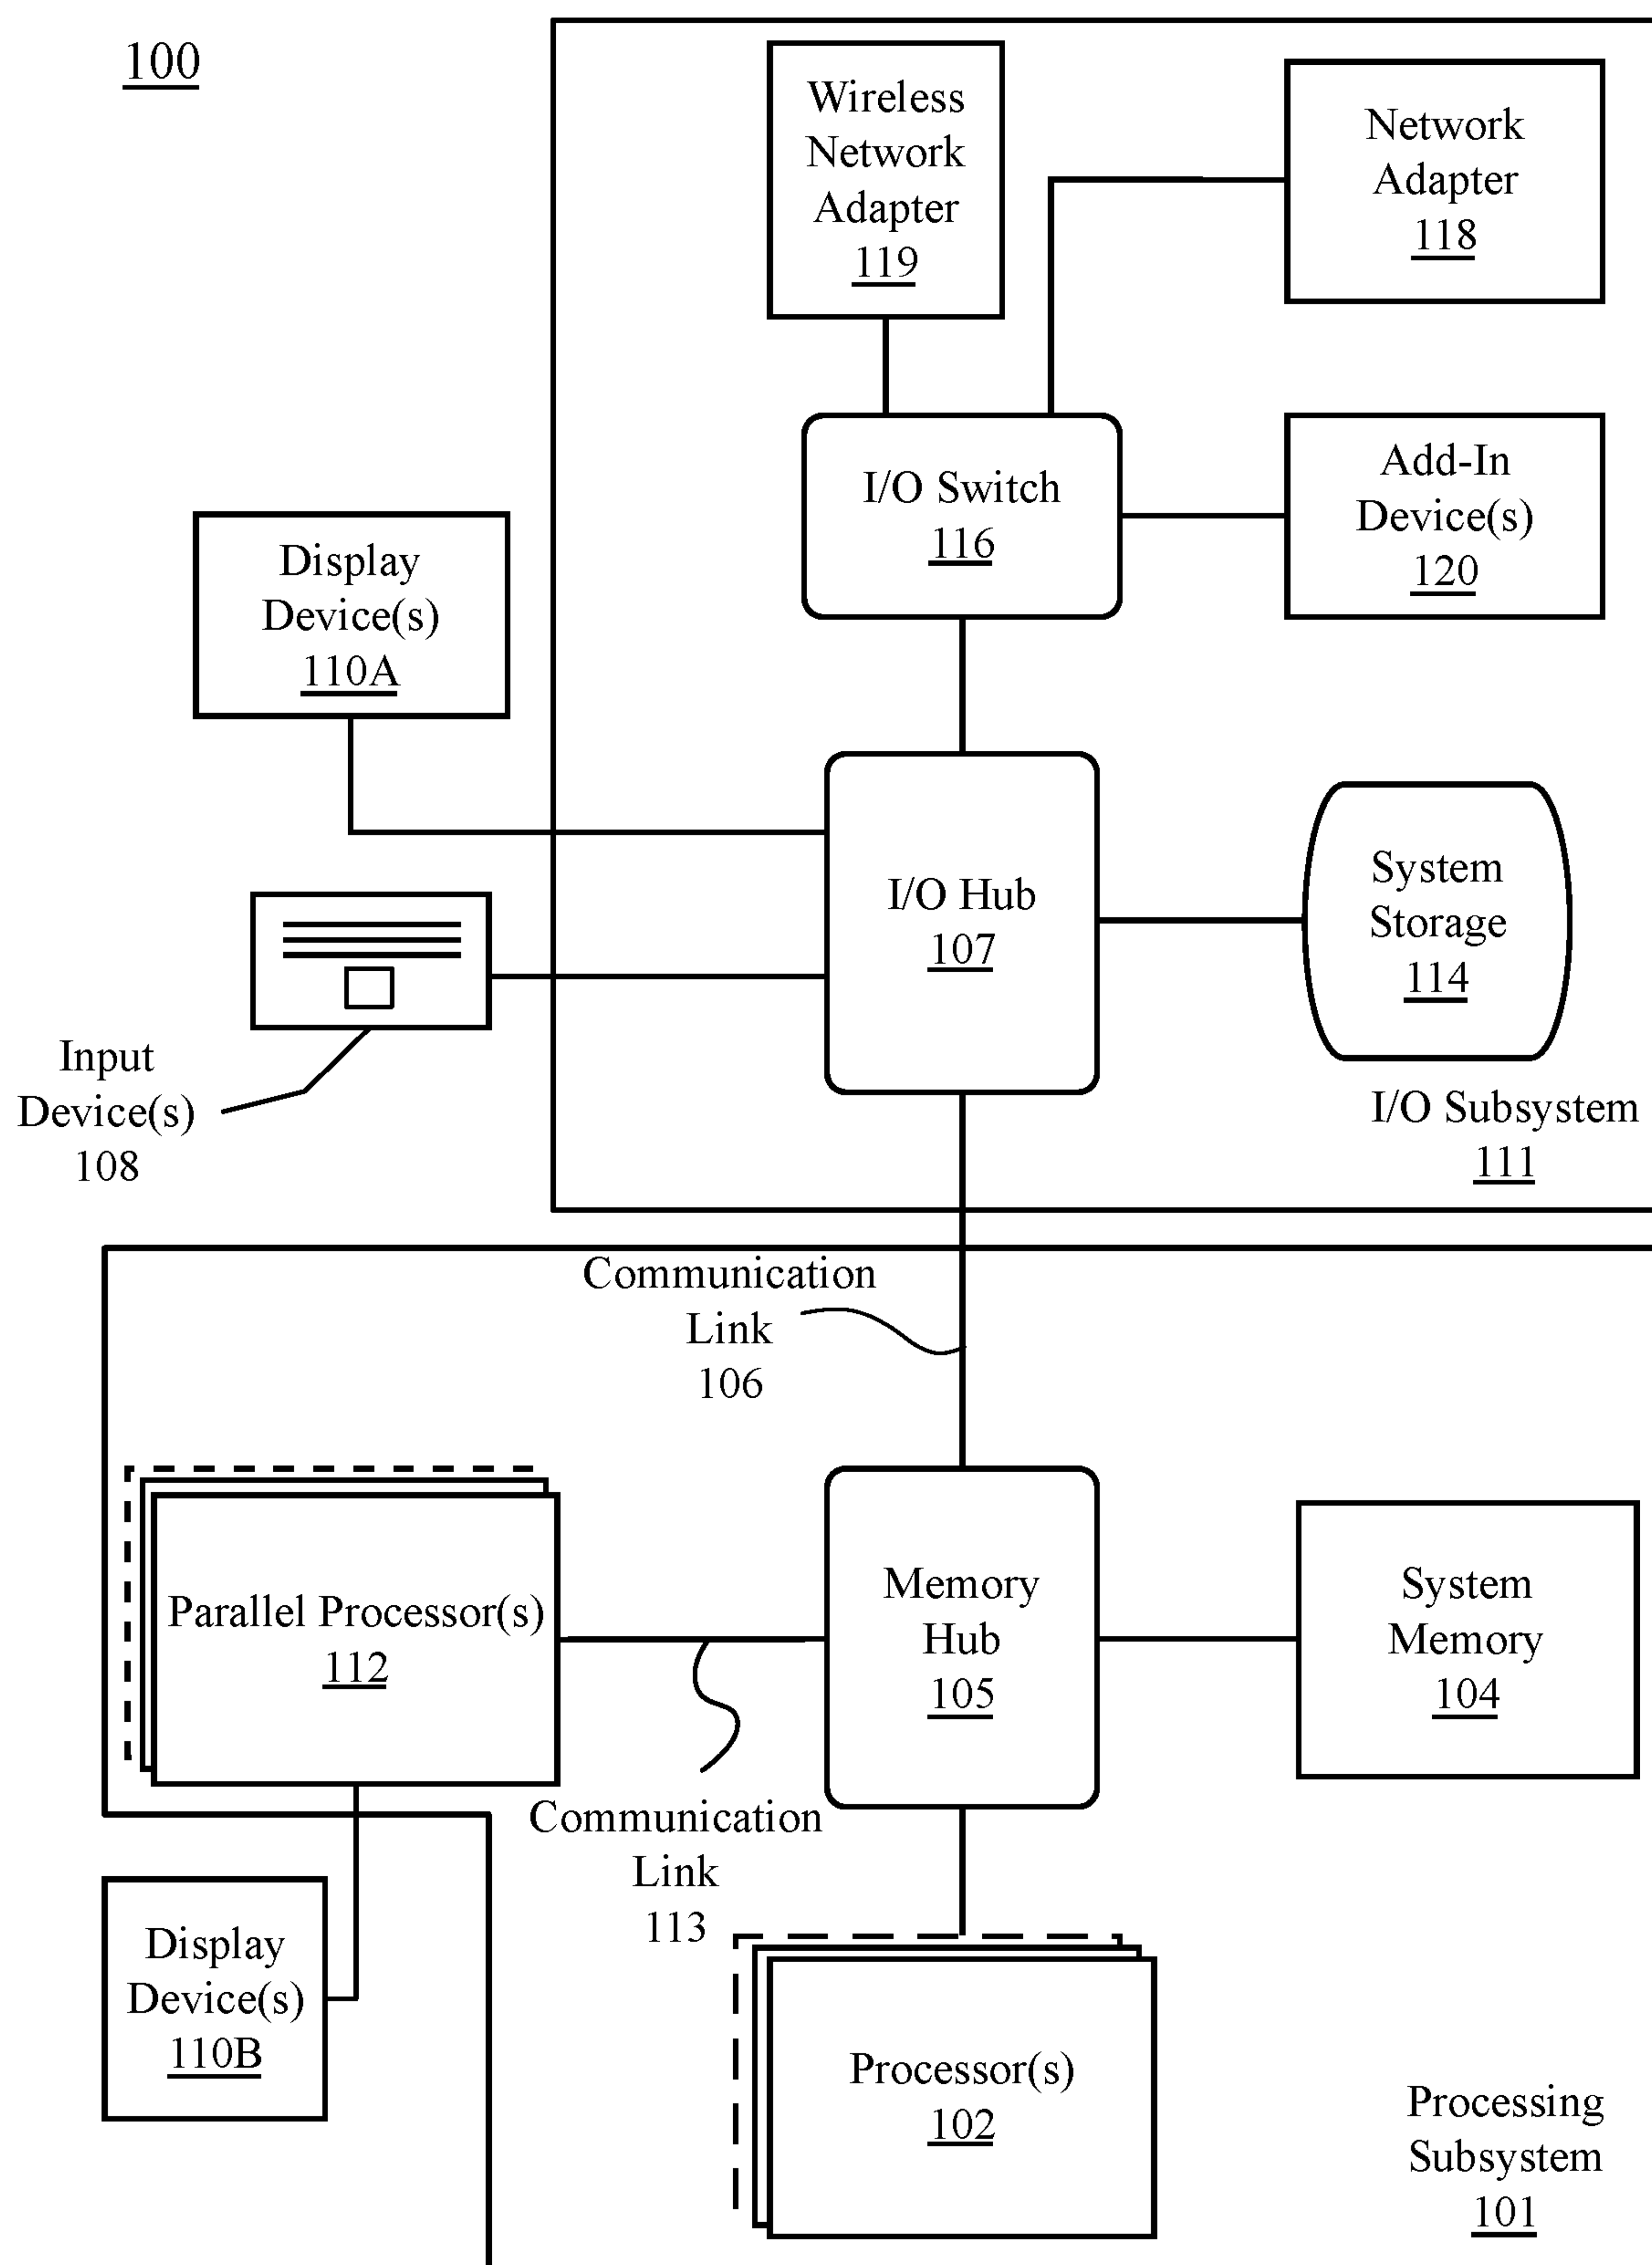 100
Wireless
Network
Adapter
119
Network
Adapter
118
I/O Switch
116
Add-In
Device(s)
120
Display
Device(s)
110A
I/O Hub
107
System
Storage
114
Input
Device(s)
108
I/O Subsystem
111
Communication
Link
106
Parallel Processor(s)
112
Memory
Hub
105
System
Memory
104
Communication
Link
113
Display
Device(s)
110B
Processor(s)
102
Processing
Subsystem
101